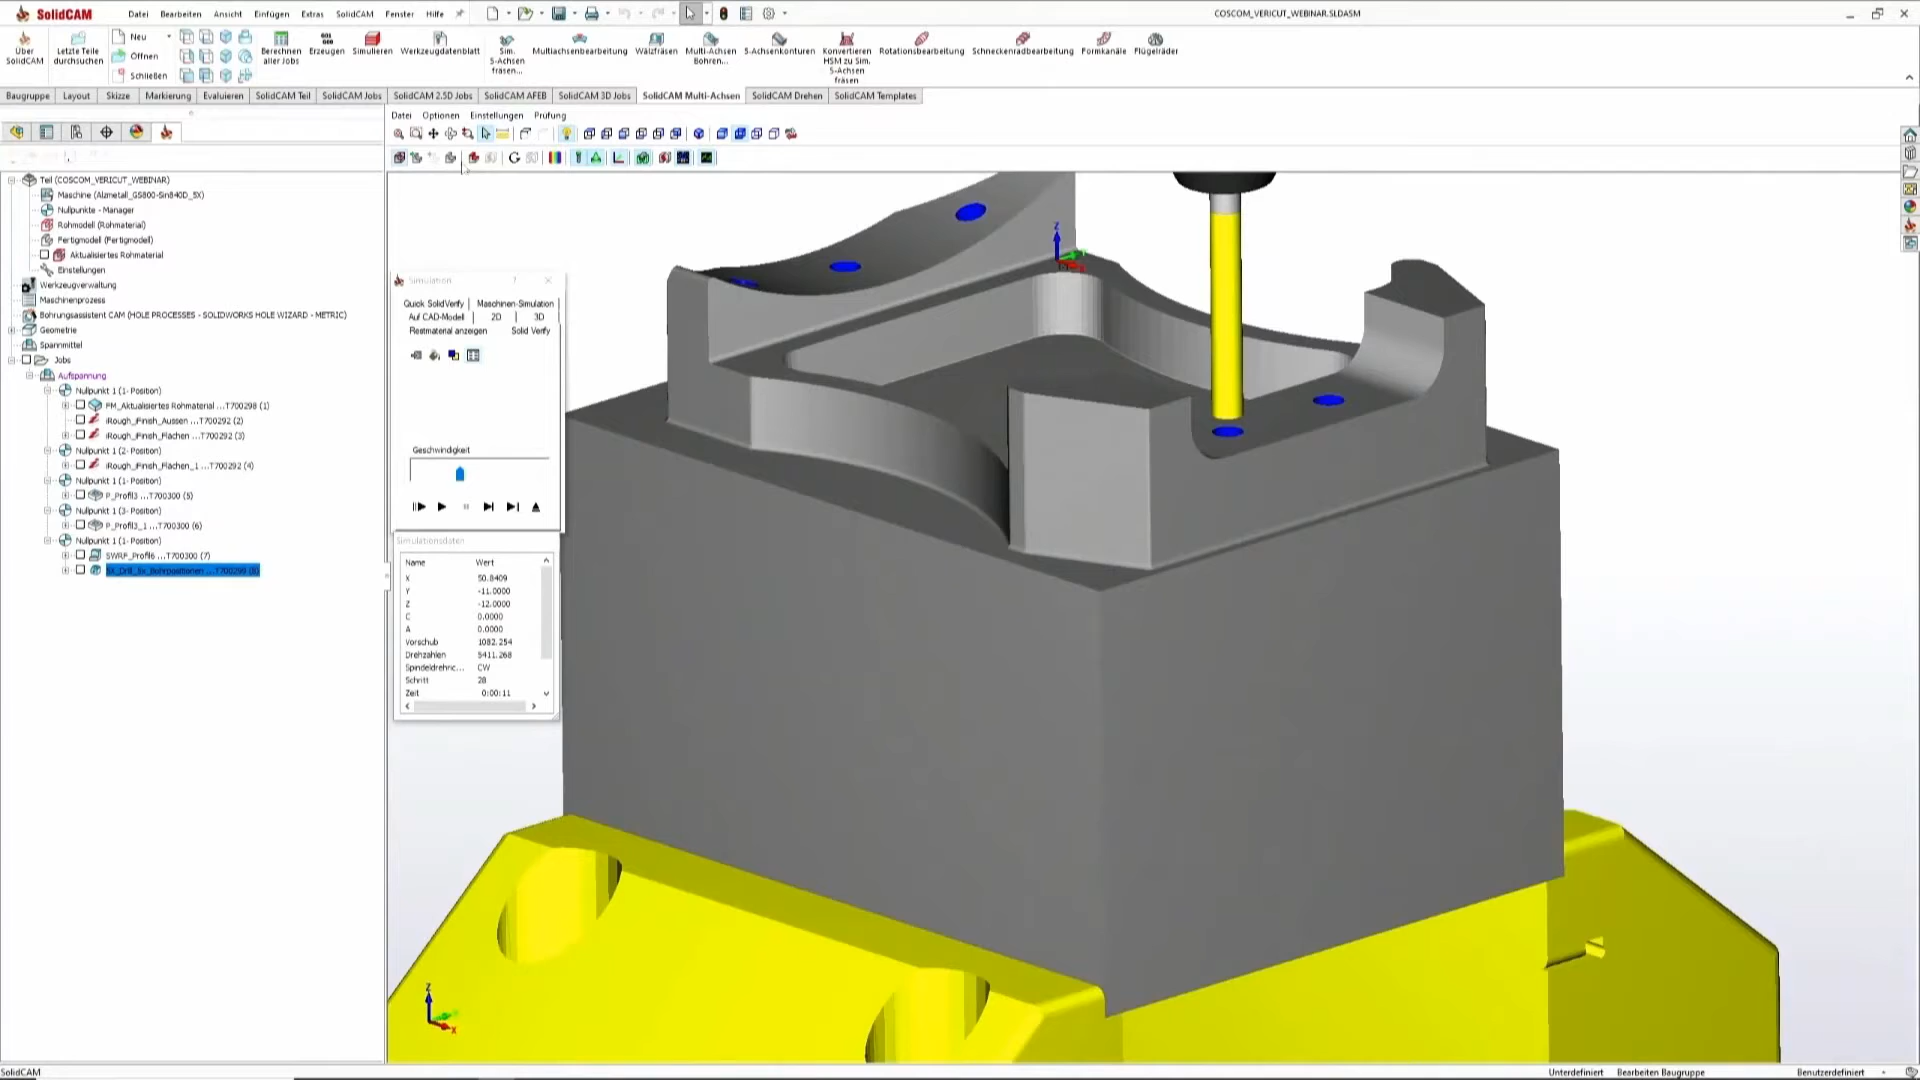 SolidCAM
Datei Bearbeiten Ansicht Einfügen Extras SolidCAM Fenster Hilfe
COSCOM_VERICUT_WEBINAR.SLDASM
Über SolidCAM
Letzte Teile durchsuchen
Neu
Öffnen
Schließen
Berechnen aller Jobs
Erzeugen
Simulieren
Werkzeugdatenblatt
Sim. 5-Achsen fräsen...
Multiachsenbearbeitung
Wälzfräsen
Multi-Achsen Bohren...
5-Achsenkonturen
Konvertieren HSM zu Sim. 5-Achsen fräsen
Rotationsbearbeitung
Schneckenradbearbeitung
Formkanäle
Flügelräder
Baugruppe Layout Skizze Markierung Evaluieren SolidCAM Teil SolidCAM Jobs SolidCAM 2.5D Jobs SolidCAM AFEB SolidCAM 3D Jobs SolidCAM Multi-Achsen SolidCAM Drehen SolidCAM Templates
Datei Optionen Einstellungen Prüfung
Teil (COSCOM_VERICUT_WEBINAR)
Maschine (Alzmetall_GS800-Sin840D_5X)
Nullpunkte - Manager
Rohmodell (Rohmaterial)
Fertigmodell (Fertigmodell)
Aktualisiertes Rohmaterial
Einstellungen
Werkzeugverwaltung
Maschinenprozess
Bohrungsassistent CAM (HOLE PROCESSES - SOLIDWORKS HOLE WIZARD - METRIC)
Geometrie
Spannmittel
Jobs
Aufspannung
Nullpunkt 1 (1- Position)
FM_Aktualisiertes Rohmaterial ...T700298 (1)
iRough_iFinish_Aussen ...T700292 (2)
iRough_iFinish_Flächen ...T700292 (3)
Nullpunkt 1 (2- Position)
iRough_iFinish_Flächen_1 ...T700292 (4)
Nullpunkt 1 (1- Position)
P_Profil3 ...T700300 (5)
Nullpunkt 1 (3- Position)
P_Profil3_1 ...T700300 (6)
Nullpunkt 1 (1- Position)
SWRF_Profil6 ...T700300 (7)
5X_Drill_5x_Bohrpositionen ...T700299 (8)
Simulation ?
Quick SolidVerify Maschinen-Simulation
Auf CAD-Modell 2D 3D
Restmaterial anzeigen Solid Verify
Geschwindigkeit
Simulationsdaten
Name Wert
X 50.8409
Y -11.0000
Z -12.0000
C 0.0000
A 0.0000
Vorschub 1082.254
Drehzahlen 5411.268
Spindeldrehric... CW
Schritt 28
Zeit 0:00:11
Z
Z
X
SolidCAM
Unterdefiniert Bearbeiten Baugruppe Benutzerdefiniert